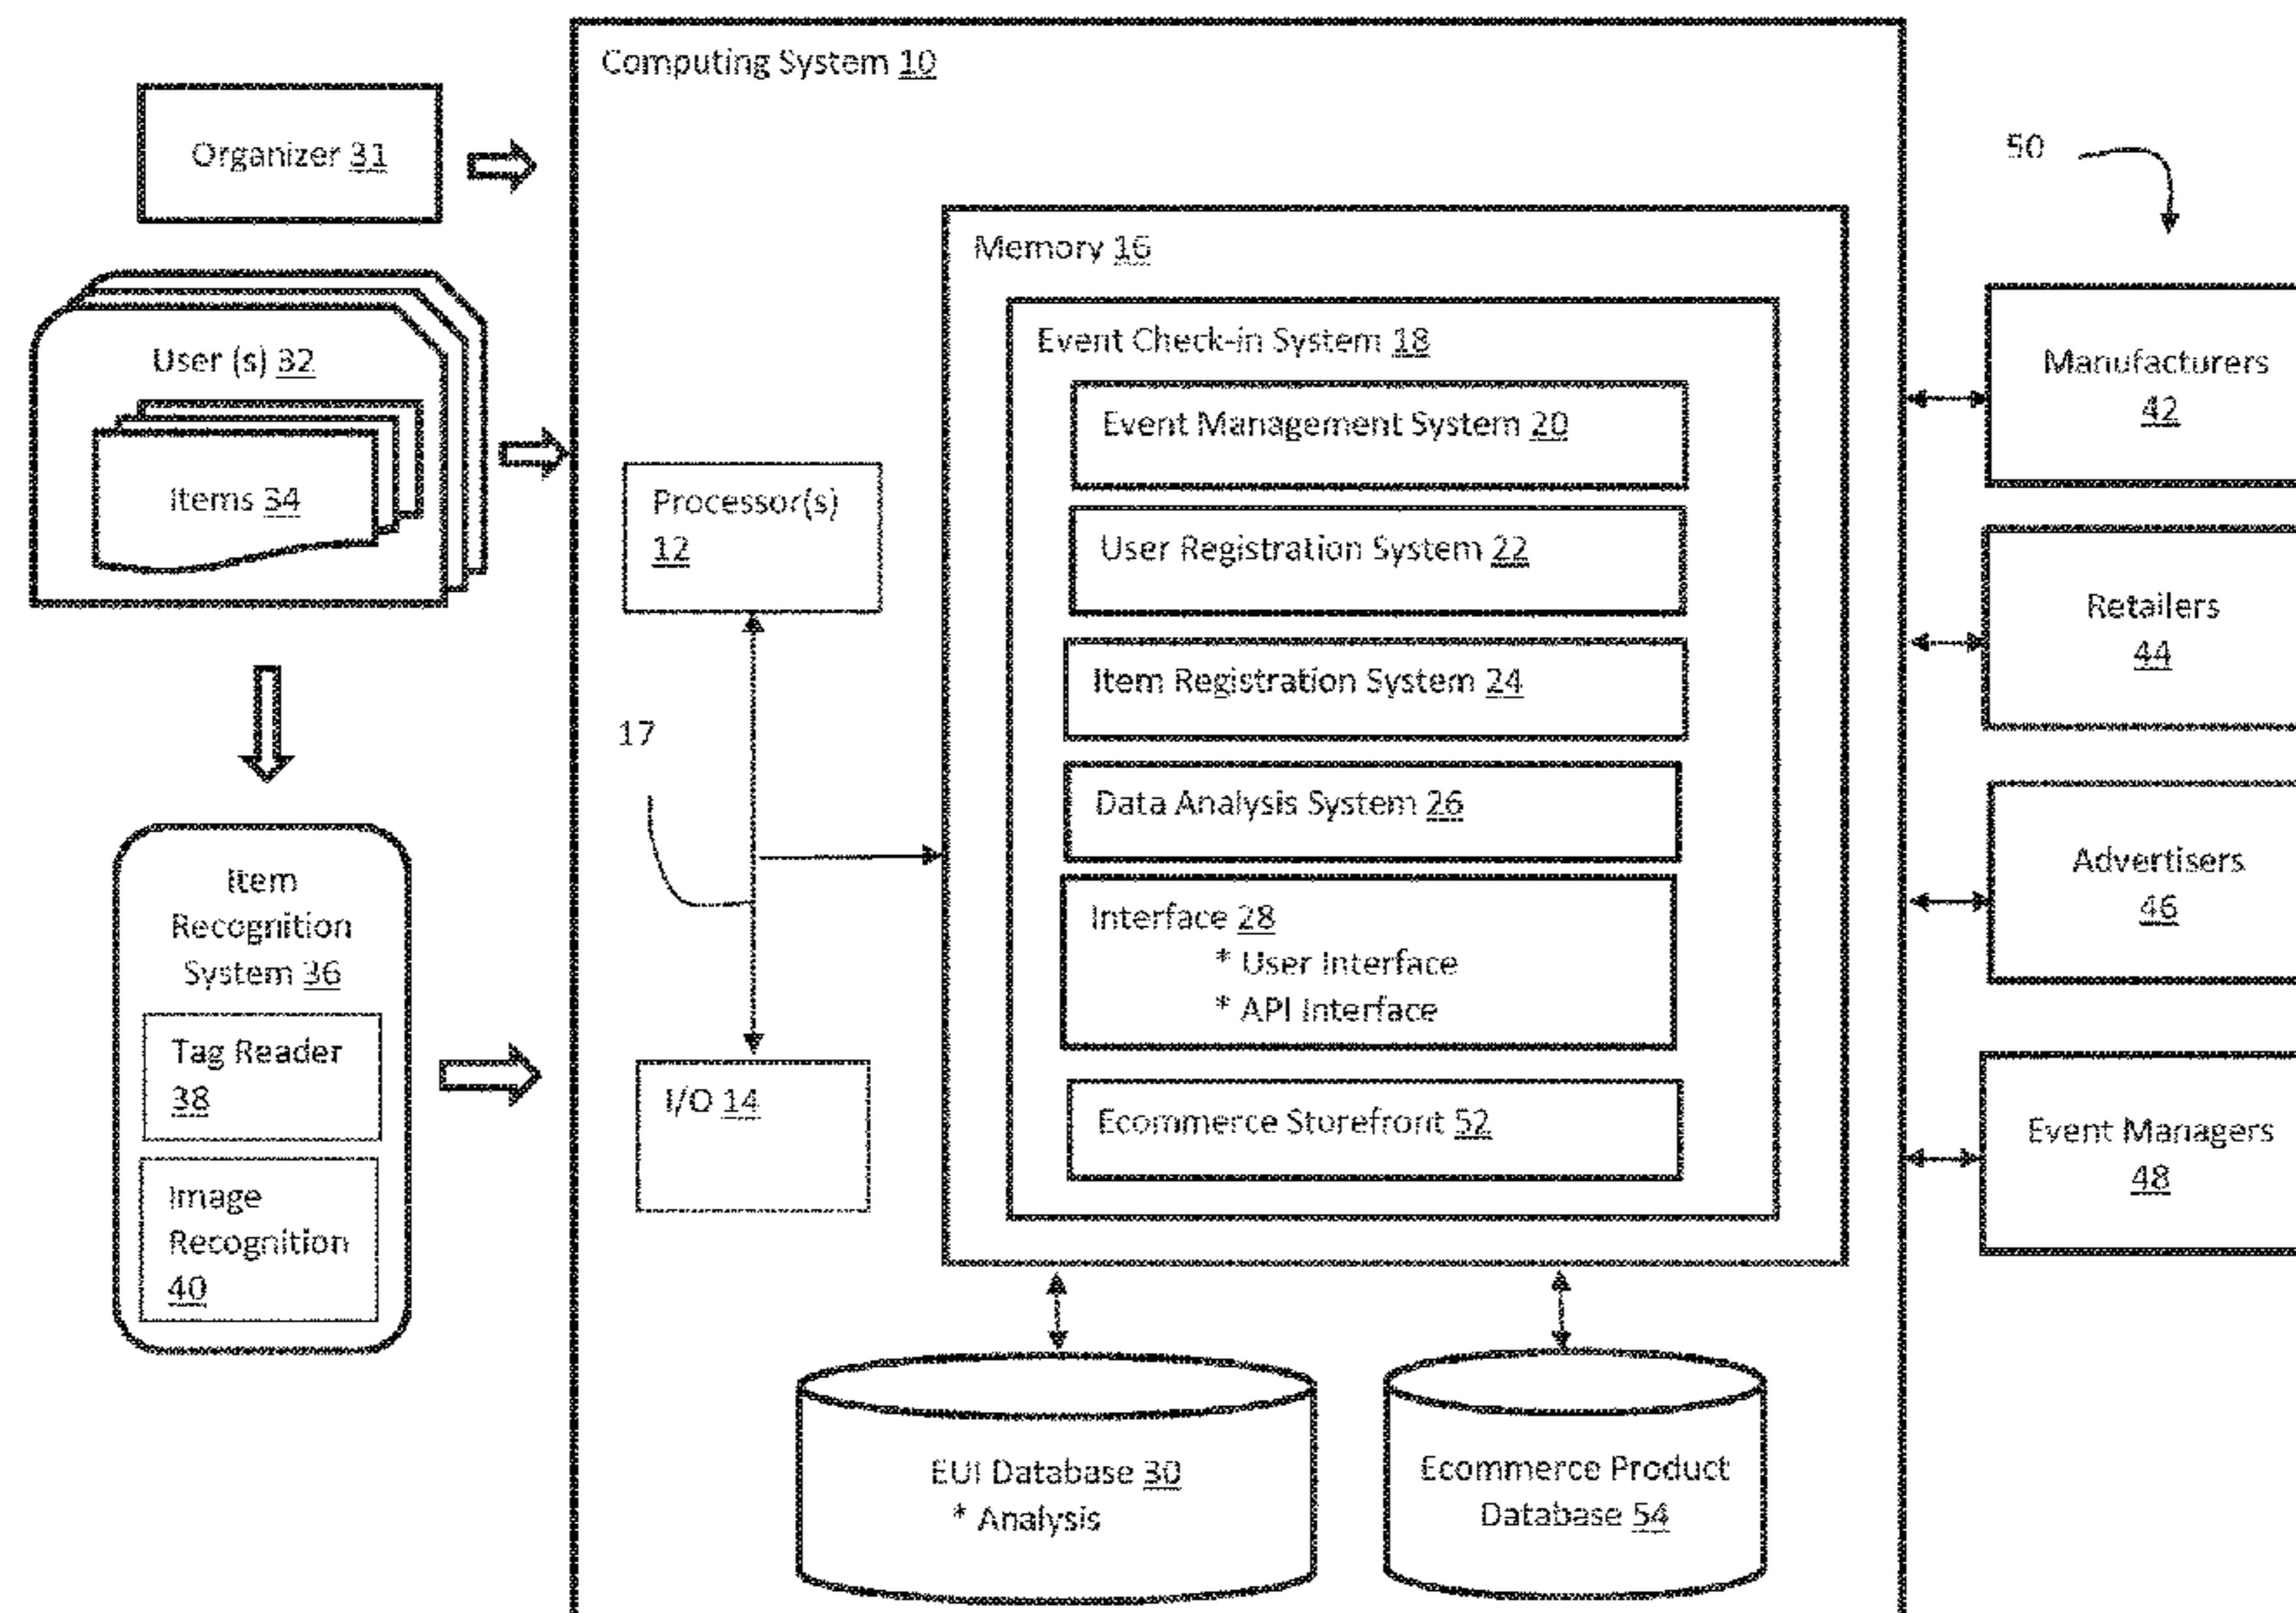 Computing System 10
Organizer 31
User (s) 32
Items 34
Item
Recognition
System 36
Tag Reader
38
Image
Recognition
40
Processor(s)
12
17
I/O 14
Memory 16
Event Check-in System 18
Event Management System 20
User Registration System 22
Item Registration System 24
Data Analysis System 26
Interface 28
* User Interface
* API Interface
Ecommerce Storefront 52
EUI Database 30
* Analysis
Ecommerce Product
Database 54
50
Manufacturers
42
Retailers
44
Advertisers
46
Event Managers
48